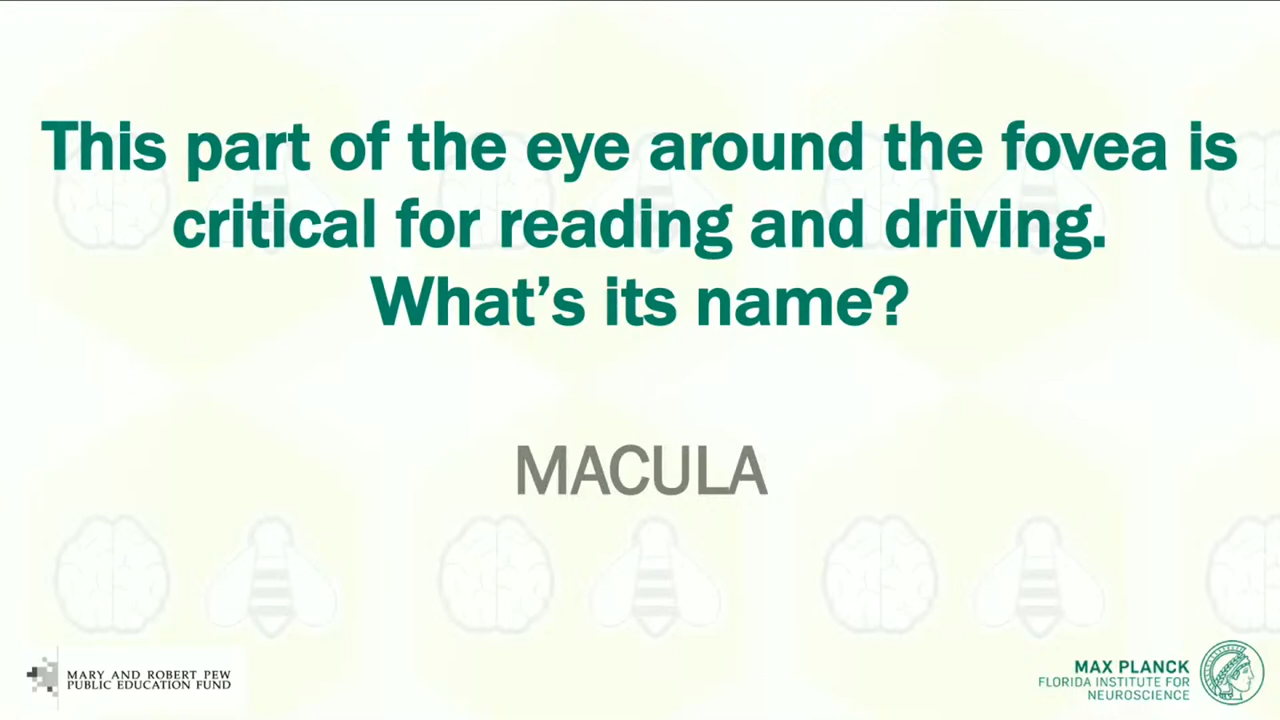 This part of the eye around the fovea is
critical for reading and driving.
What's its name?
MACULA
MARY AND ROBERT PEW
PUBLIC EDUCATION FUND
MAX PLANCK
FLORIDA INSTITUTE FOR
NEUROSCIENCE